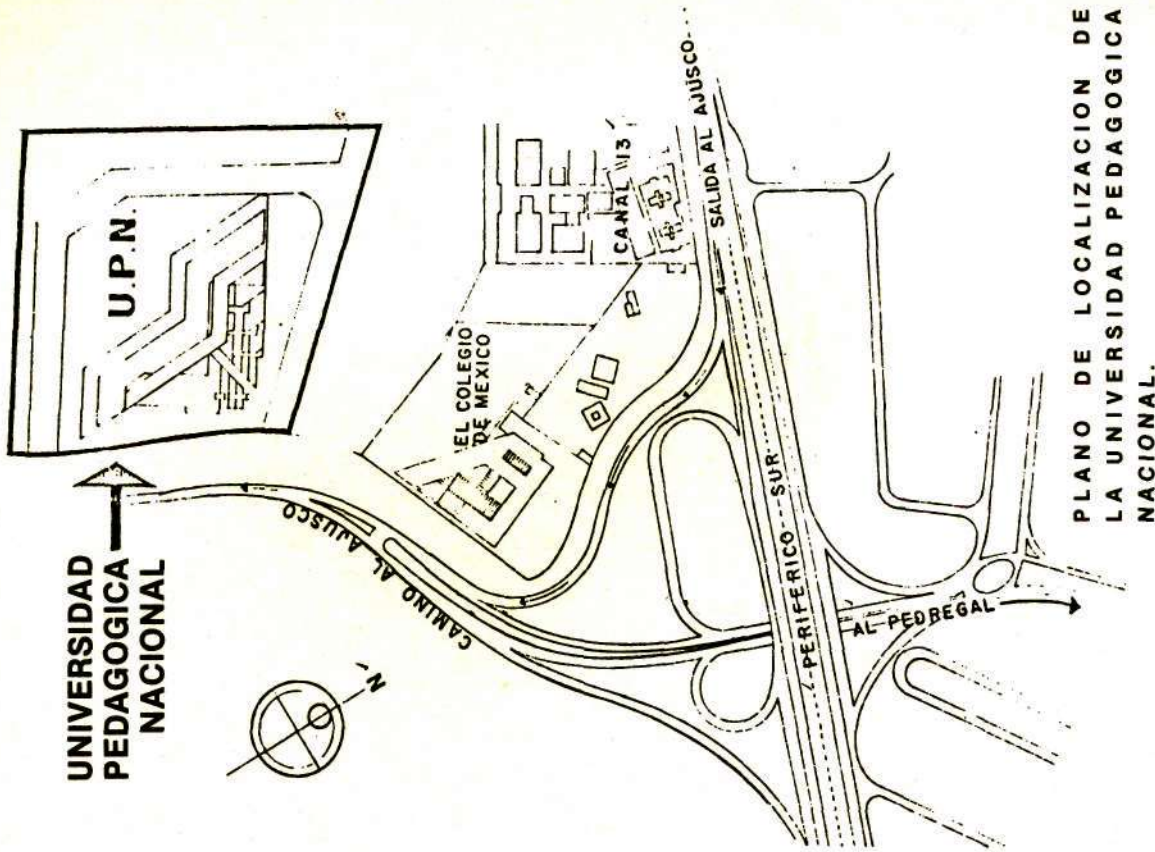 UNIVERSIDAD
PEDAGOGICA
NACIONAL
U.P.N.
EL COLEGIO
DE MEXICO
CANAL 13
SALIDA AL AJUSCO
CAMINO AL AJUSCO
N
PERIFERICO SUR
AL PEDREGAL
PLANO DE LOCALIZACION DE
LA UNIVERSIDAD PEDAGOGICA
NACIONAL.